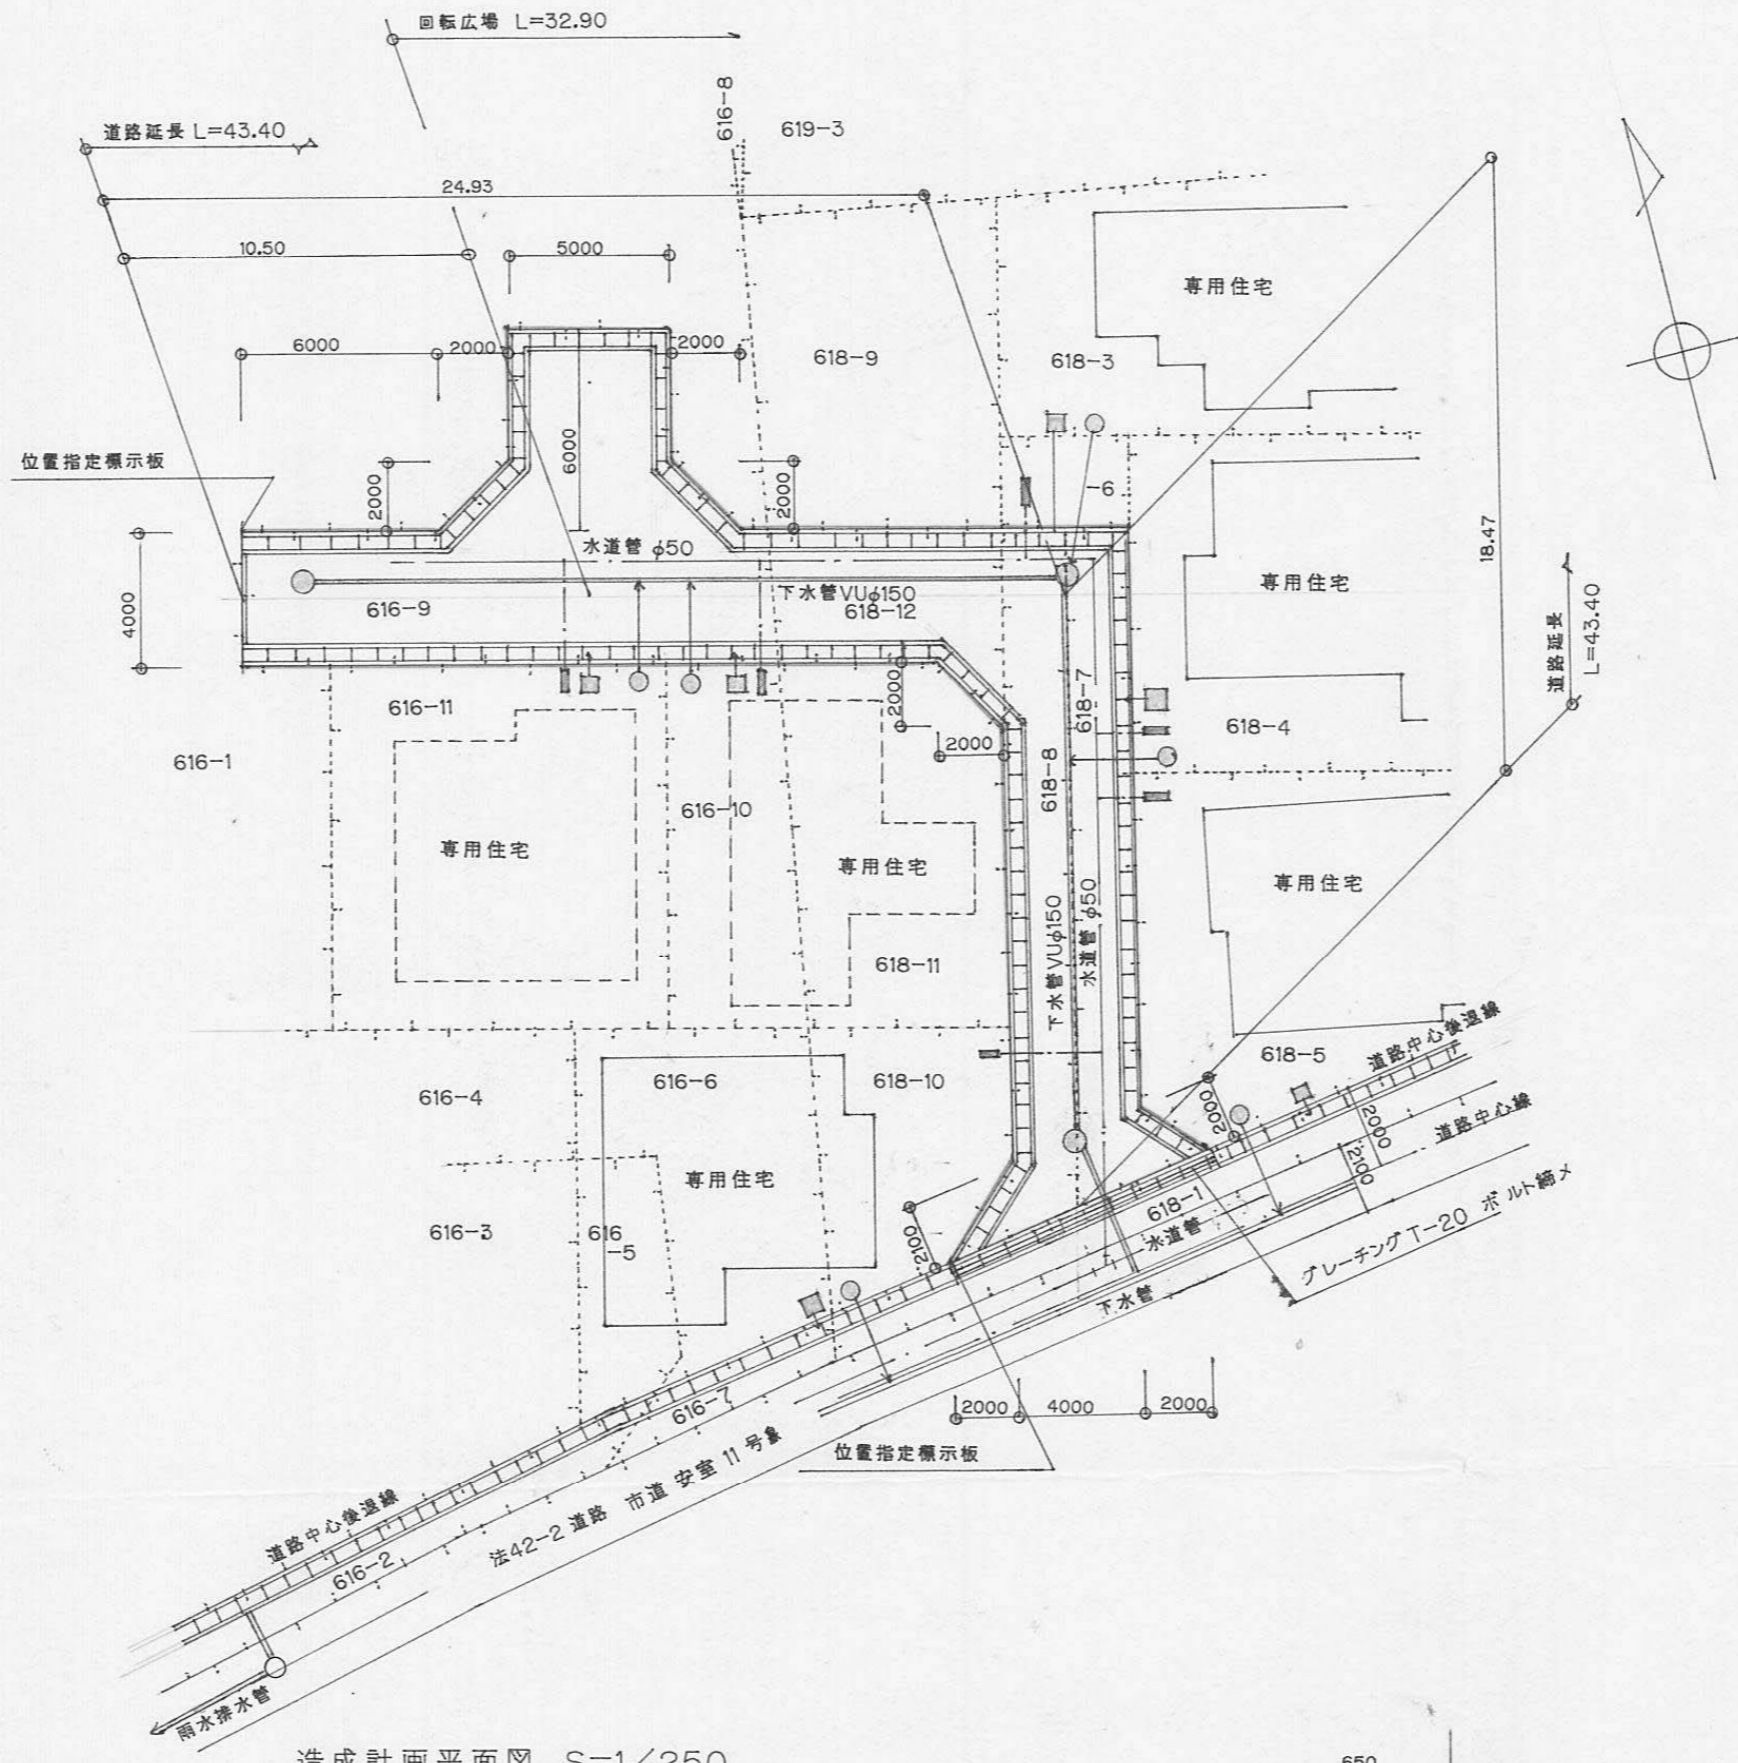 回転広場 L=32.90
道路延長 L=43.40
616-8
619-3
24.93
10.50
5000
専用住宅
6000
2000
2000
618-9
618-3
位置指定標示板
2000
6000
2000
-6
18.47
水道管 φ50
専用住宅
4000
616-9
下水管VUφ150
618-12
道路延長
L=43.40
616-11
2000
618-7
616-1
2000
618-8
618-4
616-10
専用住宅
専用住宅
専用住宅
下水管VUφ150
水道管 φ50
618-11
616-4
616-6
618-10
618-5
道路中心後退線
2000
2000
道路中心線
2100
専用住宅
616-3
616
-5
2100
618-1
水道管
グレーチング T-20 ボルト締メ
下水管
616-7
2000
4000
2000
位置指定標示板
道路中心後退線
616-2
法42-2 道路 市道 安室 11 号線
雨水排水管
造成計画平面図 S=1/250
650